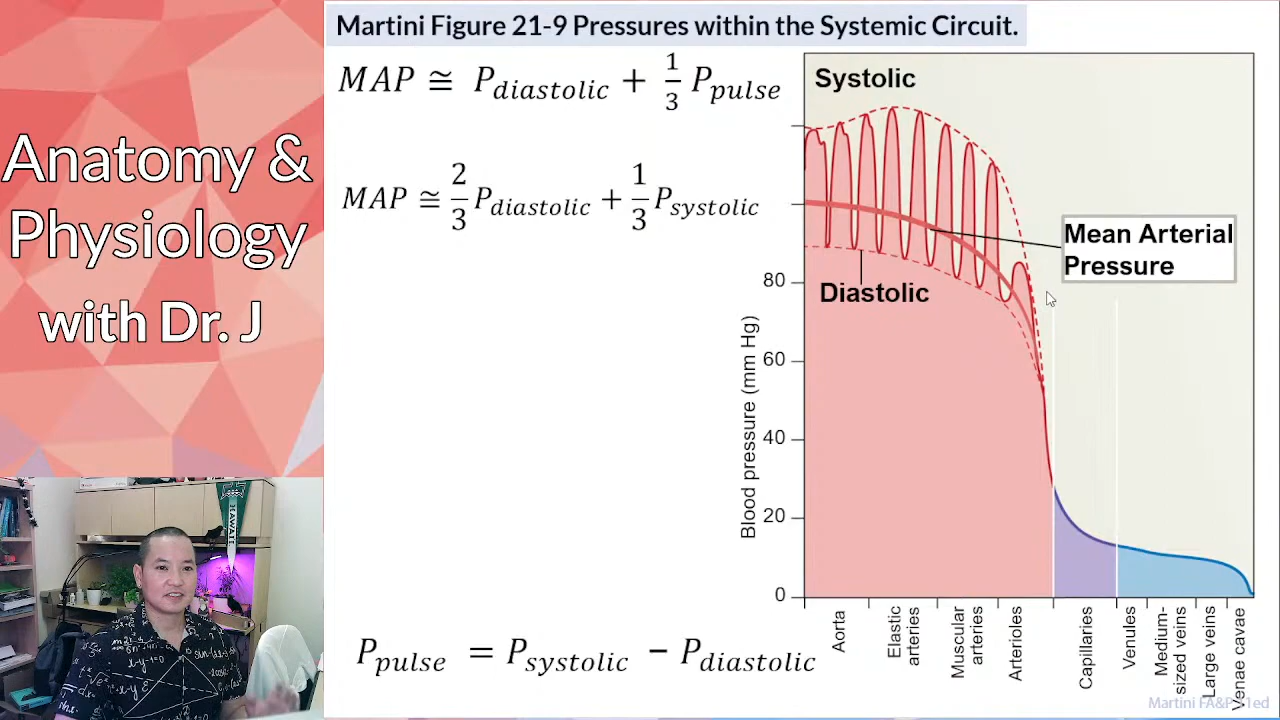 Martini Figure 21-9 Pressures within the Systemic Circuit.
Anatomy &
Physiology
with Dr. J
MAP ≅ P_diastolic + 1/3 P_pulse
MAP ≅ 2/3 P_diastolic + 1/3 P_systolic
P_pulse = P_systolic − P_diastolic
Systolic
Mean Arterial
Pressure
Diastolic
Blood pressure (mm Hg)
80
60
40
20
0
Aorta
Elastic
arteries
Muscular
arteries
Arterioles
Capillaries
Venules
Medium-
sized veins
Large veins
Venae cavae
HAWAII